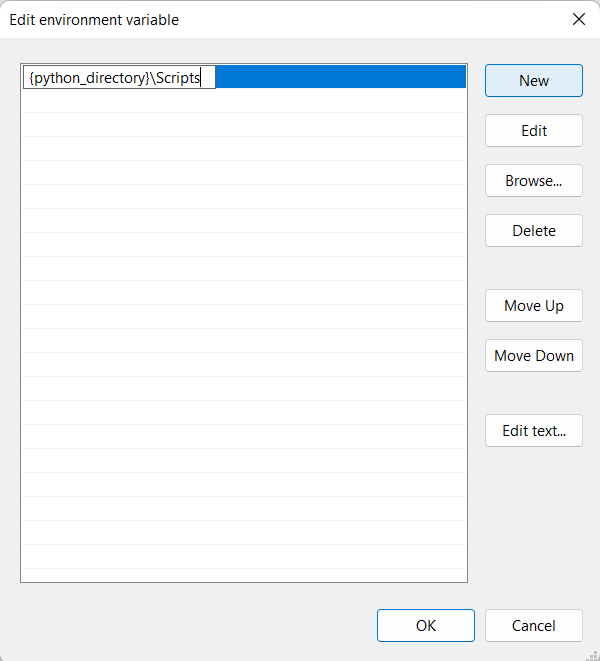 Edit environment variable
{python_directory}\Scripts
New
Edit
Browse...
Delete
Move Up
Move Down
Edit text...
OK
Cancel